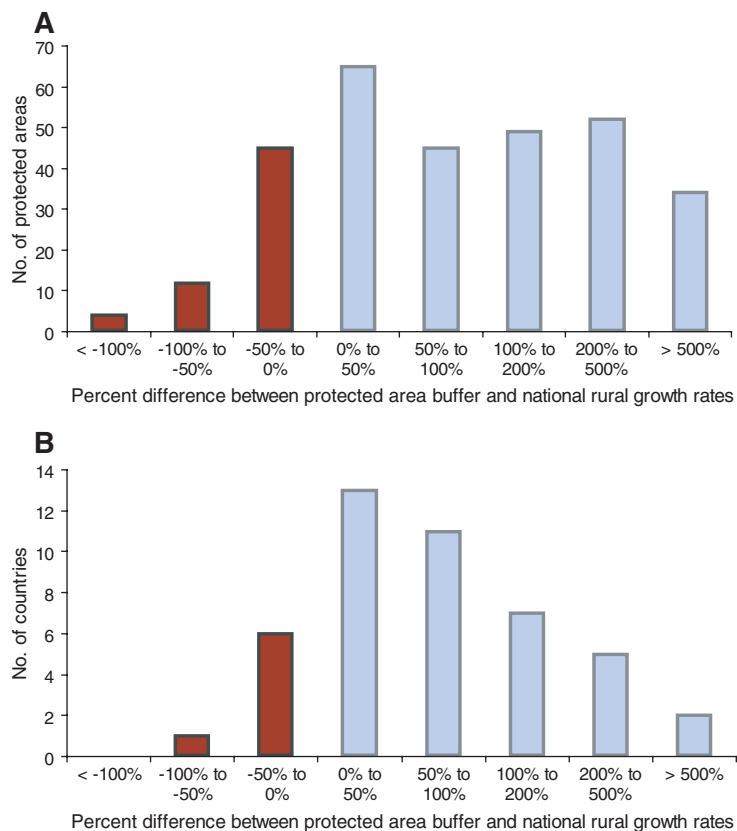 A
70
60
50
40
30
20
10
0
No. of protected areas
< -100% -100% to -50% to 0% to 50% to 100% to 200% to > 500%
-50% 0% 50% 100% 200% 500%
Percent difference between protected area buffer and national rural growth rates
B
14
12
10
8
6
4
2
0
No. of countries
< -100% -100% to -50% to 0% to 50% to 100% to 200% to > 500%
-50% 0% 50% 100% 200% 500%
Percent difference between protected area buffer and national rural growth rates